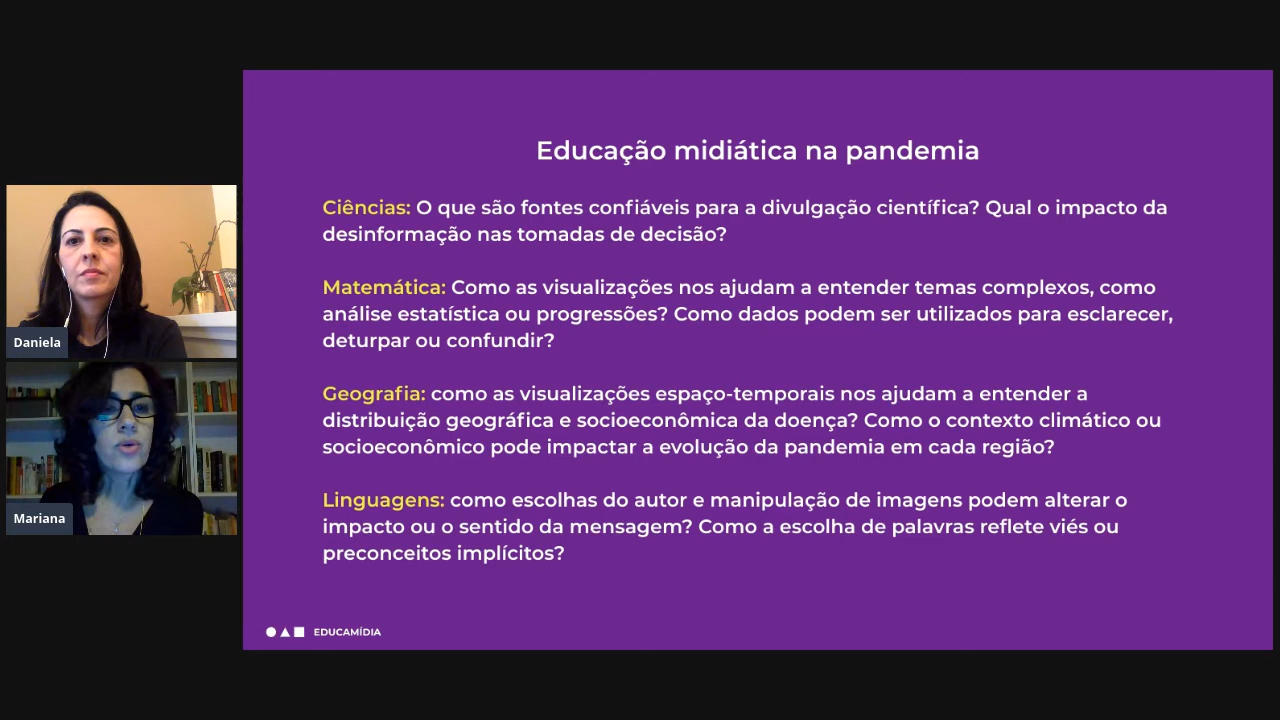 Educação midiática na pandemia
Ciências: O que são fontes confiáveis para a divulgação científica? Qual o impacto da
desinformação nas tomadas de decisão?
Matemática: Como as visualizações nos ajudam a entender temas complexos, como
análise estatística ou progressões? Como dados podem ser utilizados para esclarecer,
deturpar ou confundir?
Geografia: como as visualizações espaço-temporais nos ajudam a entender a
distribuição geográfica e socioeconômica da doença? Como o contexto climático ou
socioeconômico pode impactar a evolução da pandemia em cada região?
Linguagens: como escolhas do autor e manipulação de imagens podem alterar o
impacto ou o sentido da mensagem? Como a escolha de palavras reflete viés ou
preconceitos implícitos?
EDUCAMÍDIA
Daniela
Mariana